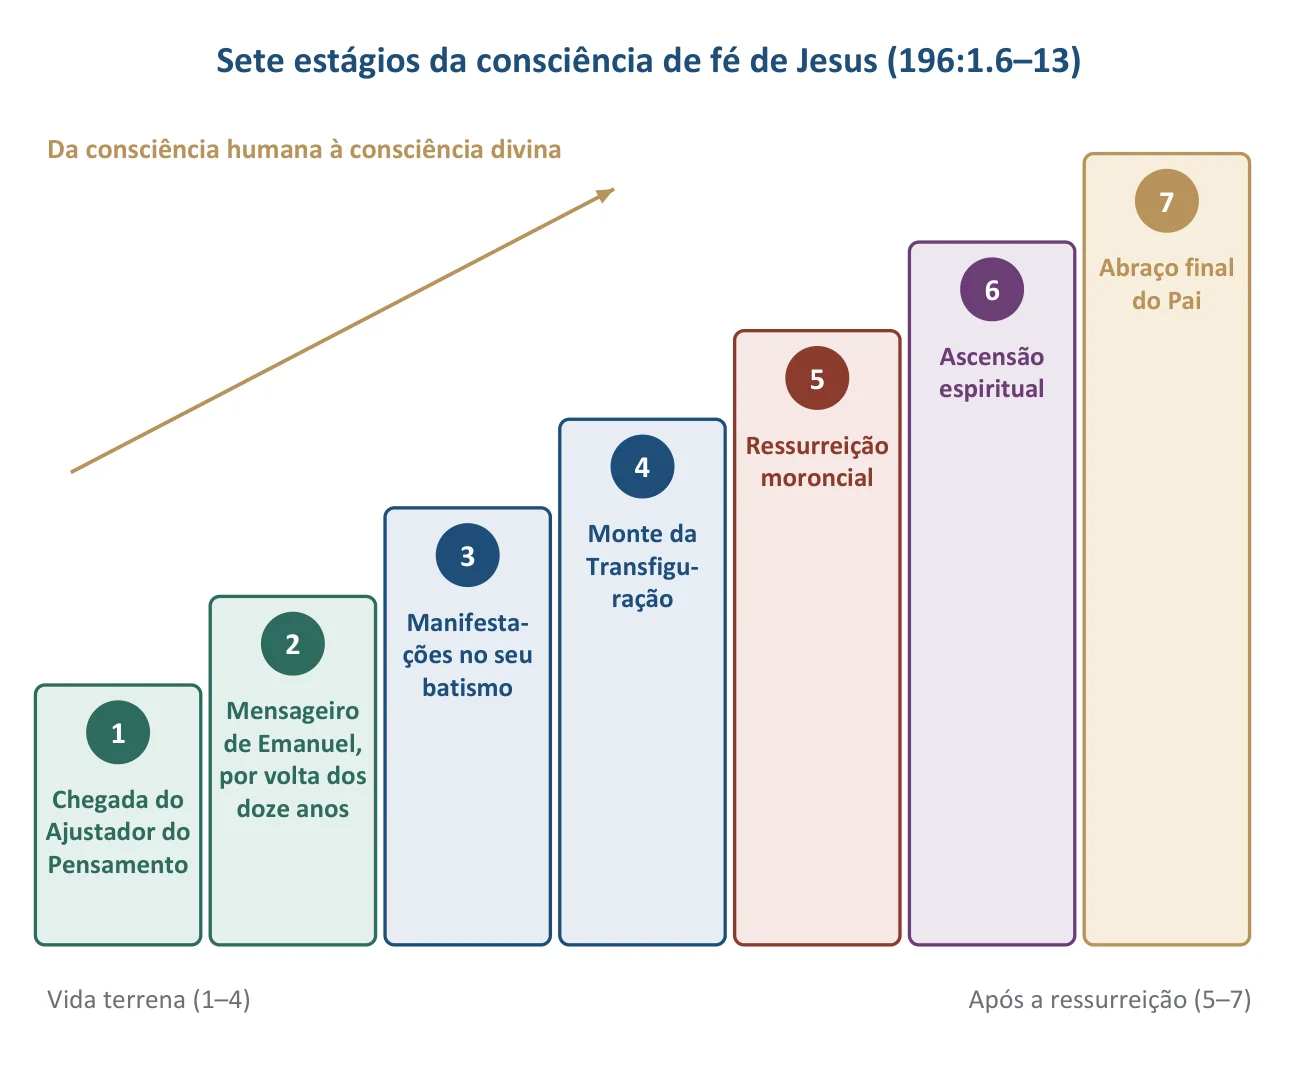 Sete estágios da consciência de fé de Jesus (196:1.6–13)
Da consciência humana à consciência divina
1
Chegada do
Ajustador do
Pensamento
2
Mensageiro
de Emanuel,
por volta dos
doze anos
3
Manifesta-
ções no seu
batismo
4
Monte da
Transfigu-
ração
5
Ressurreição
moroncial
6
Ascensão
espiritual
7
Abraço final
do Pai
Vida terrena (1–4)
Após a ressurreição (5–7)